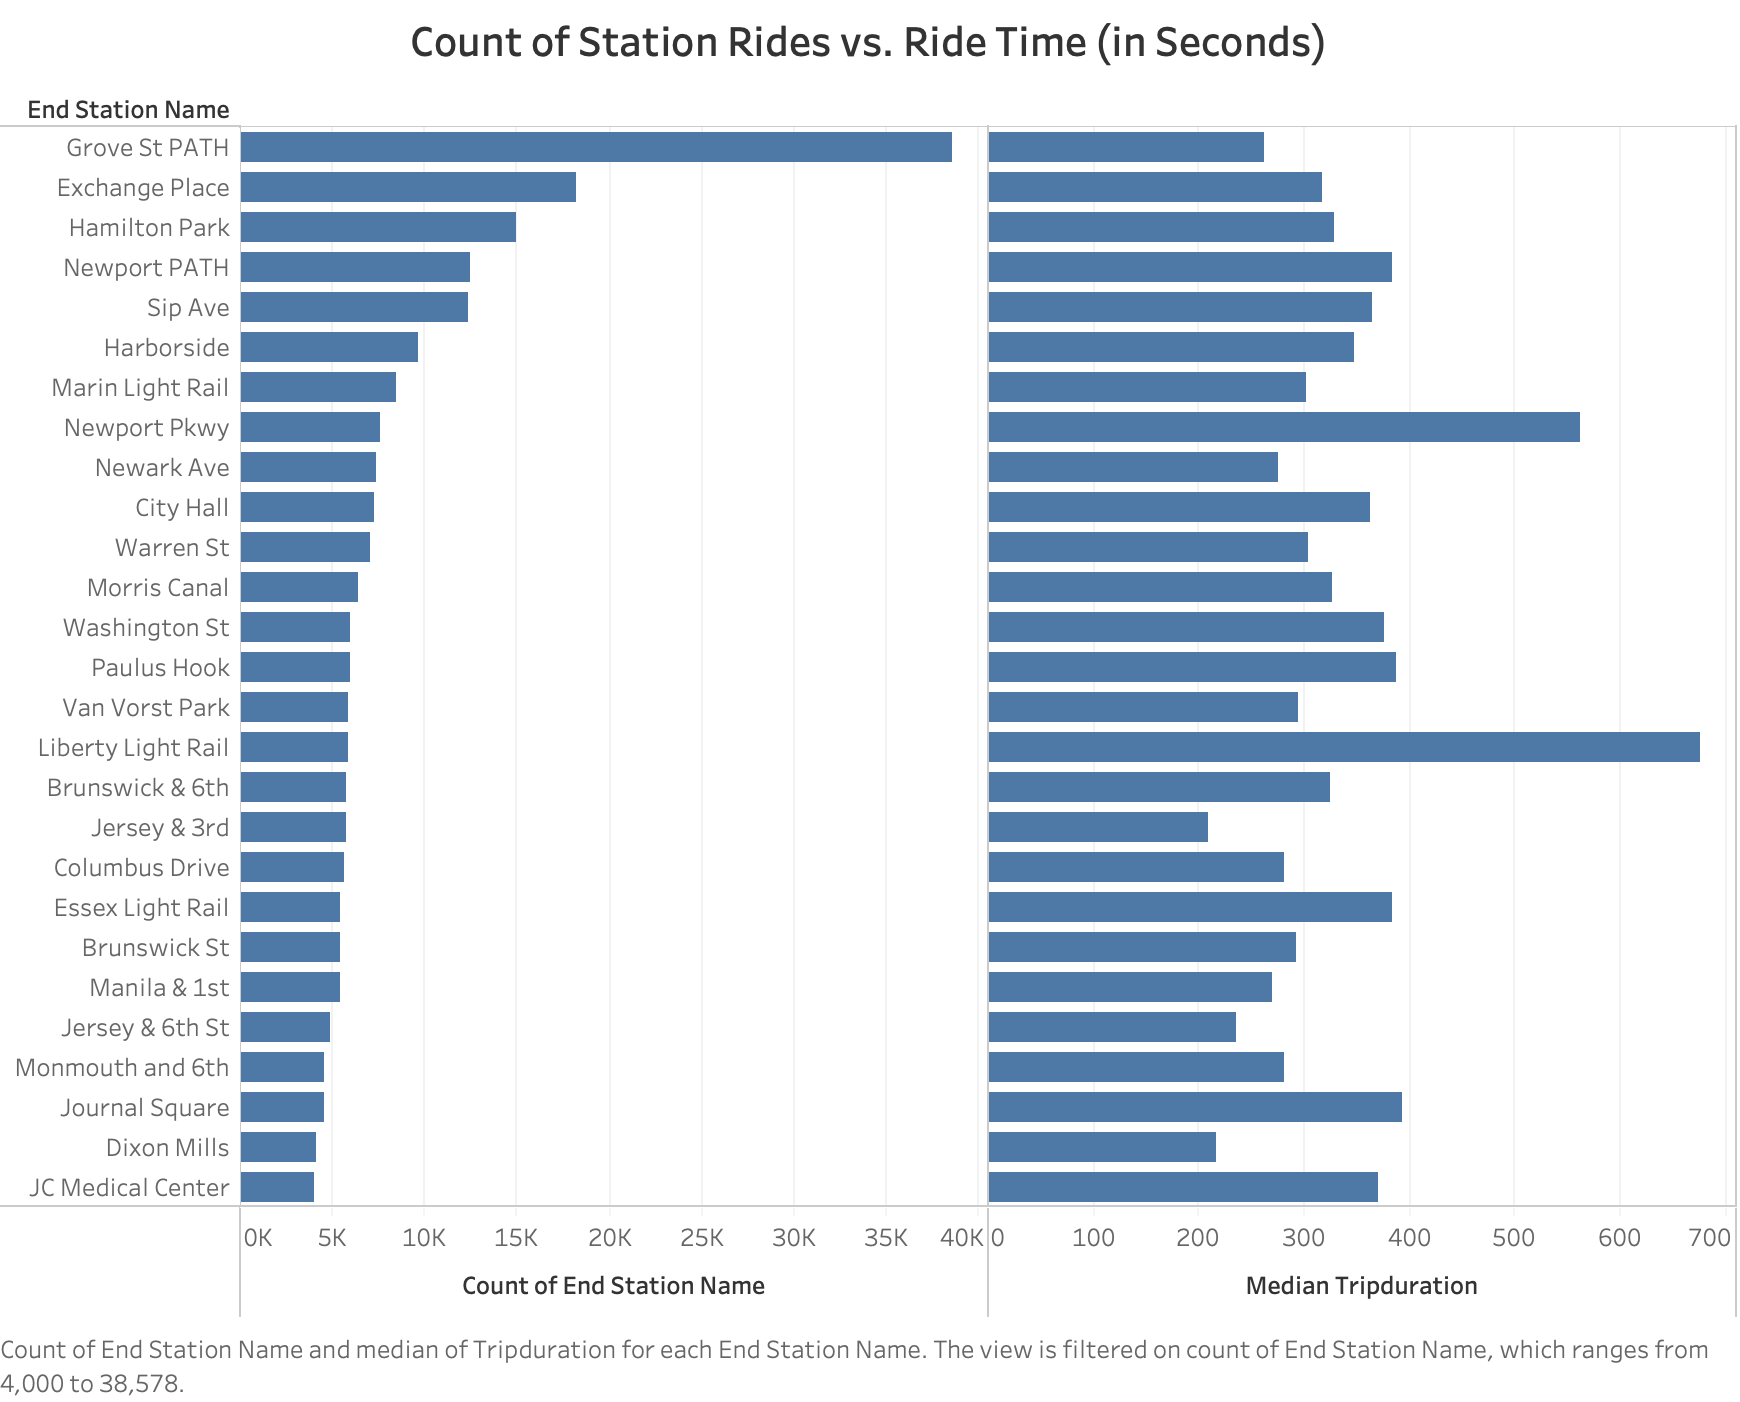 Count of Station Rides vs. Ride Time (in Seconds)
End Station Name
Grove St PATH
Exchange Place
Hamilton Park
Newport PATH
Sip Ave
Harborside
Marin Light Rail
Newport Pkwy
Newark Ave
City Hall
Warren St
Morris Canal
Washington St
Paulus Hook
Van Vorst Park
Liberty Light Rail
Brunswick & 6th
Jersey & 3rd
Columbus Drive
Essex Light Rail
Brunswick St
Manila & 1st
Jersey & 6th St
Monmouth and 6th
Journal Square
Dixon Mills
JC Medical Center
0K 5K 10K 15K 20K 25K 30K 35K 40K 0 100 200 300 400 500 600 700
Count of End Station Name Median Tripduration
Count of End Station Name and median of Tripduration for each End Station Name. The view is filtered on count of End Station Name, which ranges from
4,000 to 38,578.